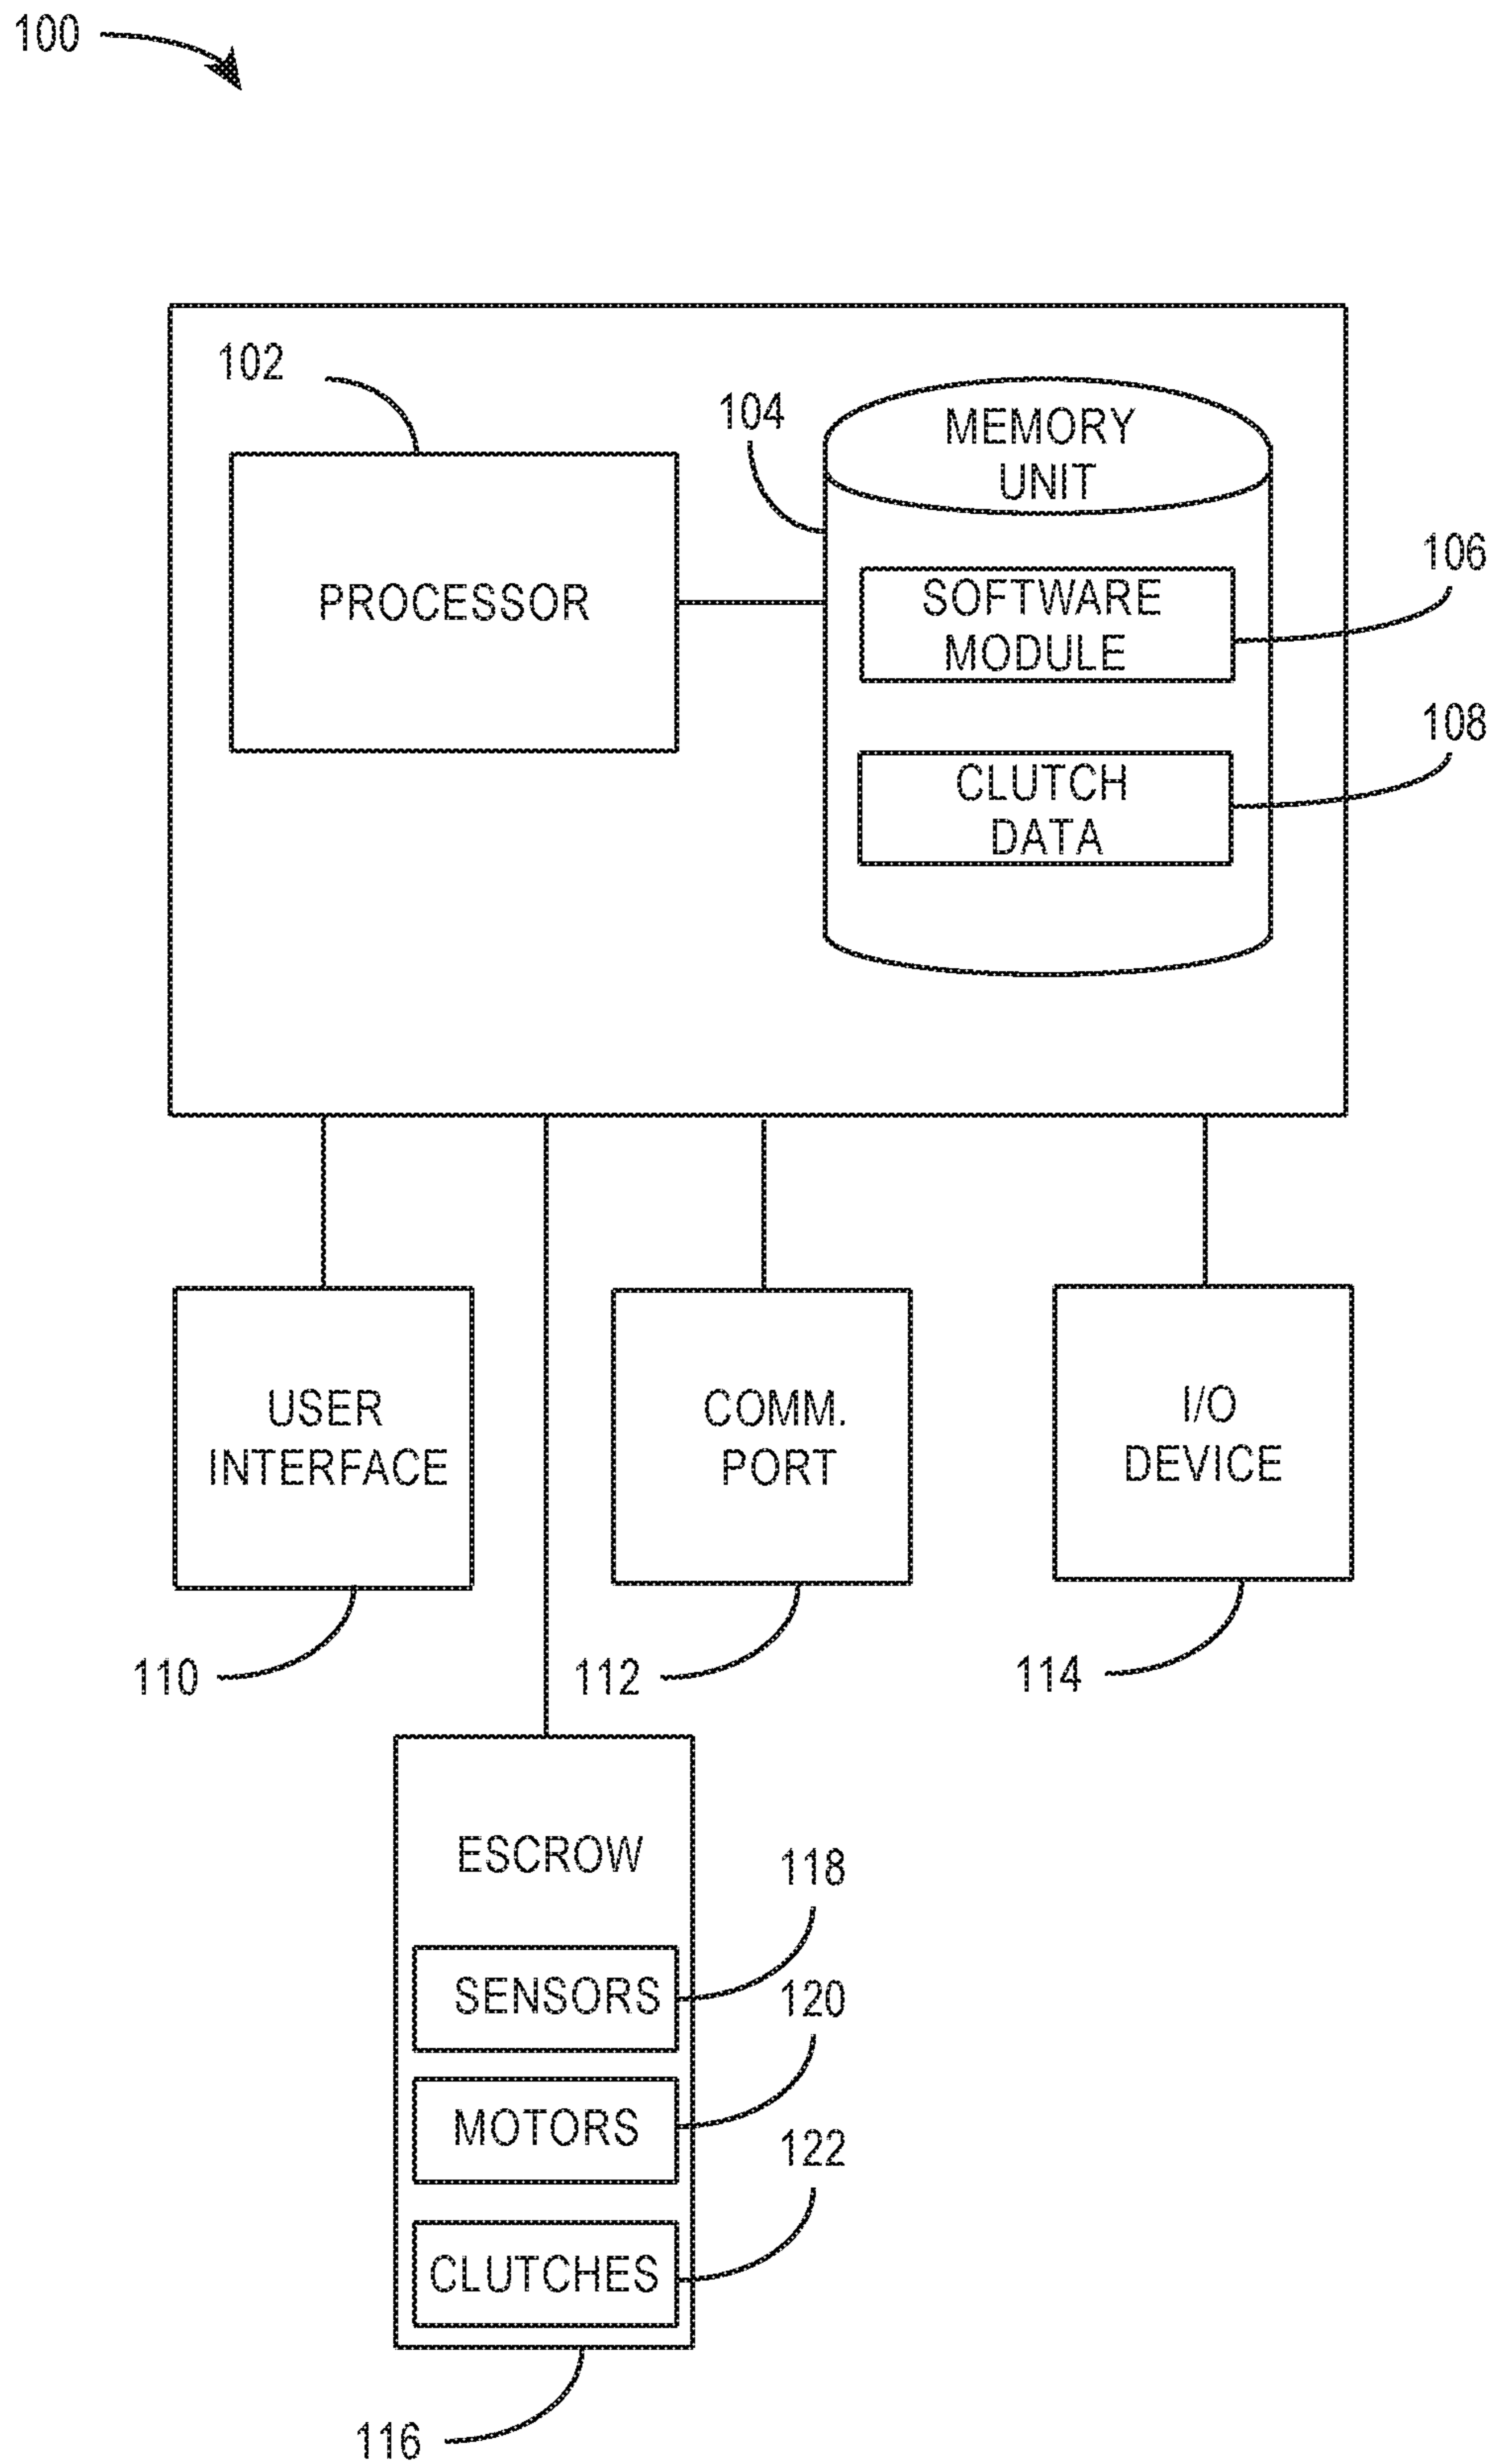 100
102
104
MEMORY
UNIT
PROCESSOR
SOFTWARE
MODULE
106
CLUTCH
DATA
108
USER
INTERFACE
COMM.
PORT
I/O
DEVICE
110
112
114
ESCROW
118
SENSORS
120
MOTORS
122
CLUTCHES
116